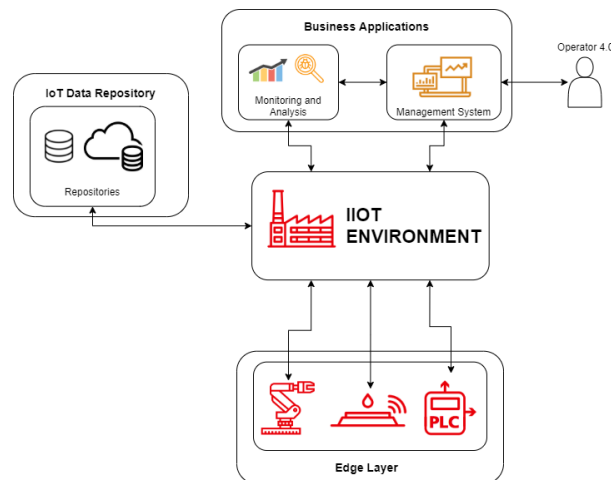 Business Applications
Operator 4.0
Monitoring and
Analysis
Management System
IoT Data Repository
Repositories
IIOT
ENVIRONMENT
PLC
Edge Layer